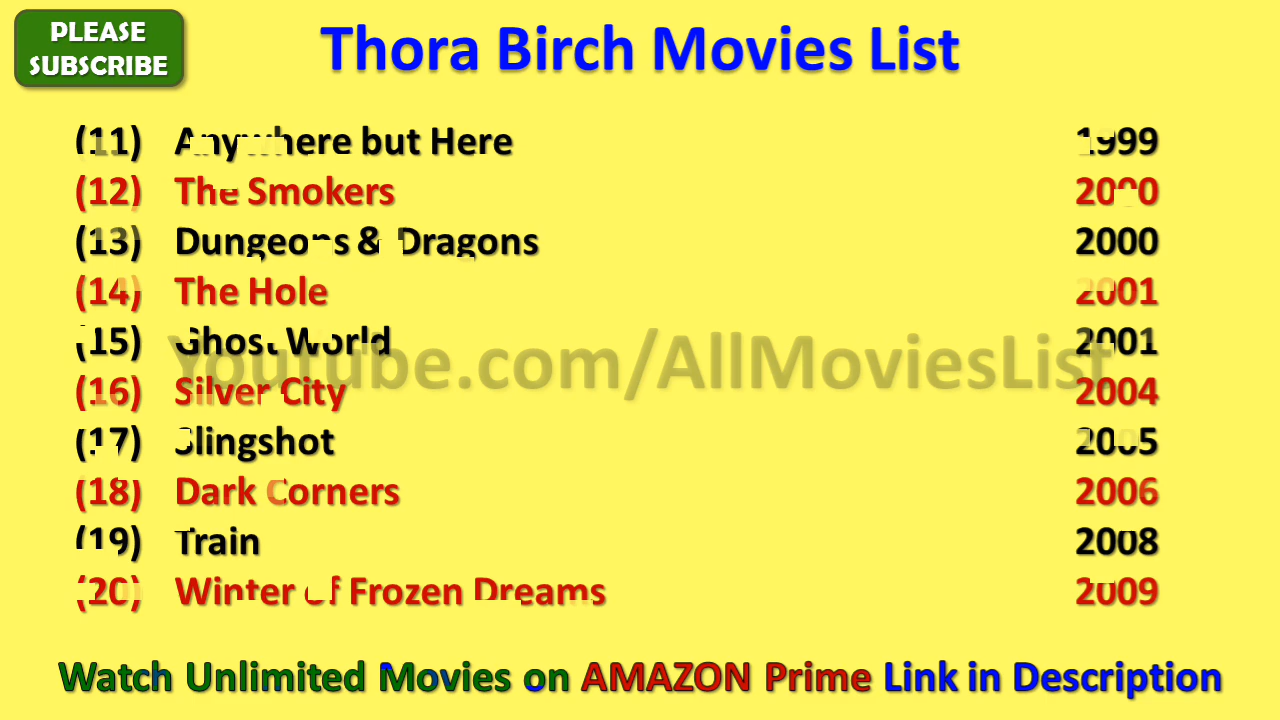 PLEASE
SUBSCRIBE
Thora Birch Movies List
(11) Anywhere but Here 1999
(12) The Smokers 2000
(13) Dungeons & Dragons 2000
(14) The Hole 2001
(15) Ghost World 2001
Youtube.com/AllMoviesList
(16) Silver City 2004
(17) Slingshot 2005
(18) Dark Corners 2006
(19) Train 2008
(20) Winter of Frozen Dreams 2009
Watch Unlimited Movies on AMAZON Prime Link in Description